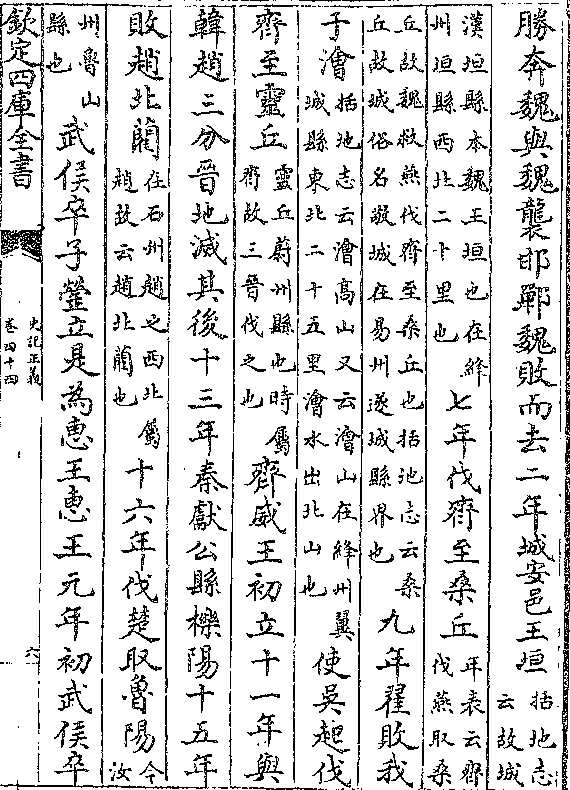 勝奔魏與魏襲邯鄲魏敗而去二年城安邑王垣括地志云故城
漢垣縣本魏王垣也在絳州垣縣西北二十里也七年伐齊至桑丘年表云齊伐燕取桑
丘故魏救燕伐齊至桑丘也括地志云桑丘故城俗名敬城在易州遂城縣界也九年翟敗我
于澮括地志云澮高山又云澮山在絳州翼城縣東北二十五里澮水出北山也使吳起伐
齊至靈丘靈丘蔚州縣也時屬齊故三晉伐之也齊威王初立十一年與
韓趙三分晉地滅其後十三年秦獻公縣櫟陽十五年
敗趙北藺在石州趙之西北屬趙故云趙北藺也十六年伐楚取魯陽今汝
州魯山縣也武侯卒子罃立是為惠王惠王元年初武侯卒
欽定四庫全書
史記正義
卷四十四
六